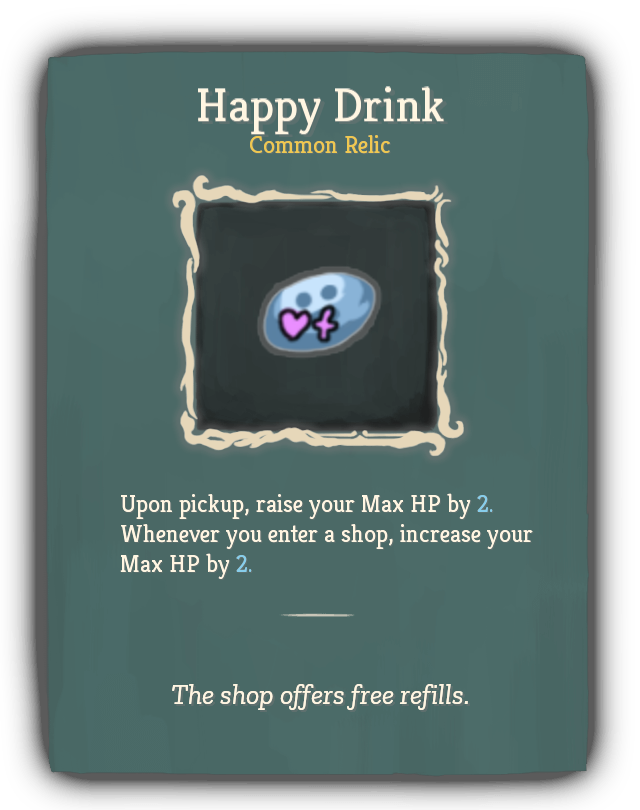 Happy Drink
Common Relic
Upon pickup, raise your Max HP by 2.
Whenever you enter a shop, increase your
Max HP by 2.
The shop offers free refills.